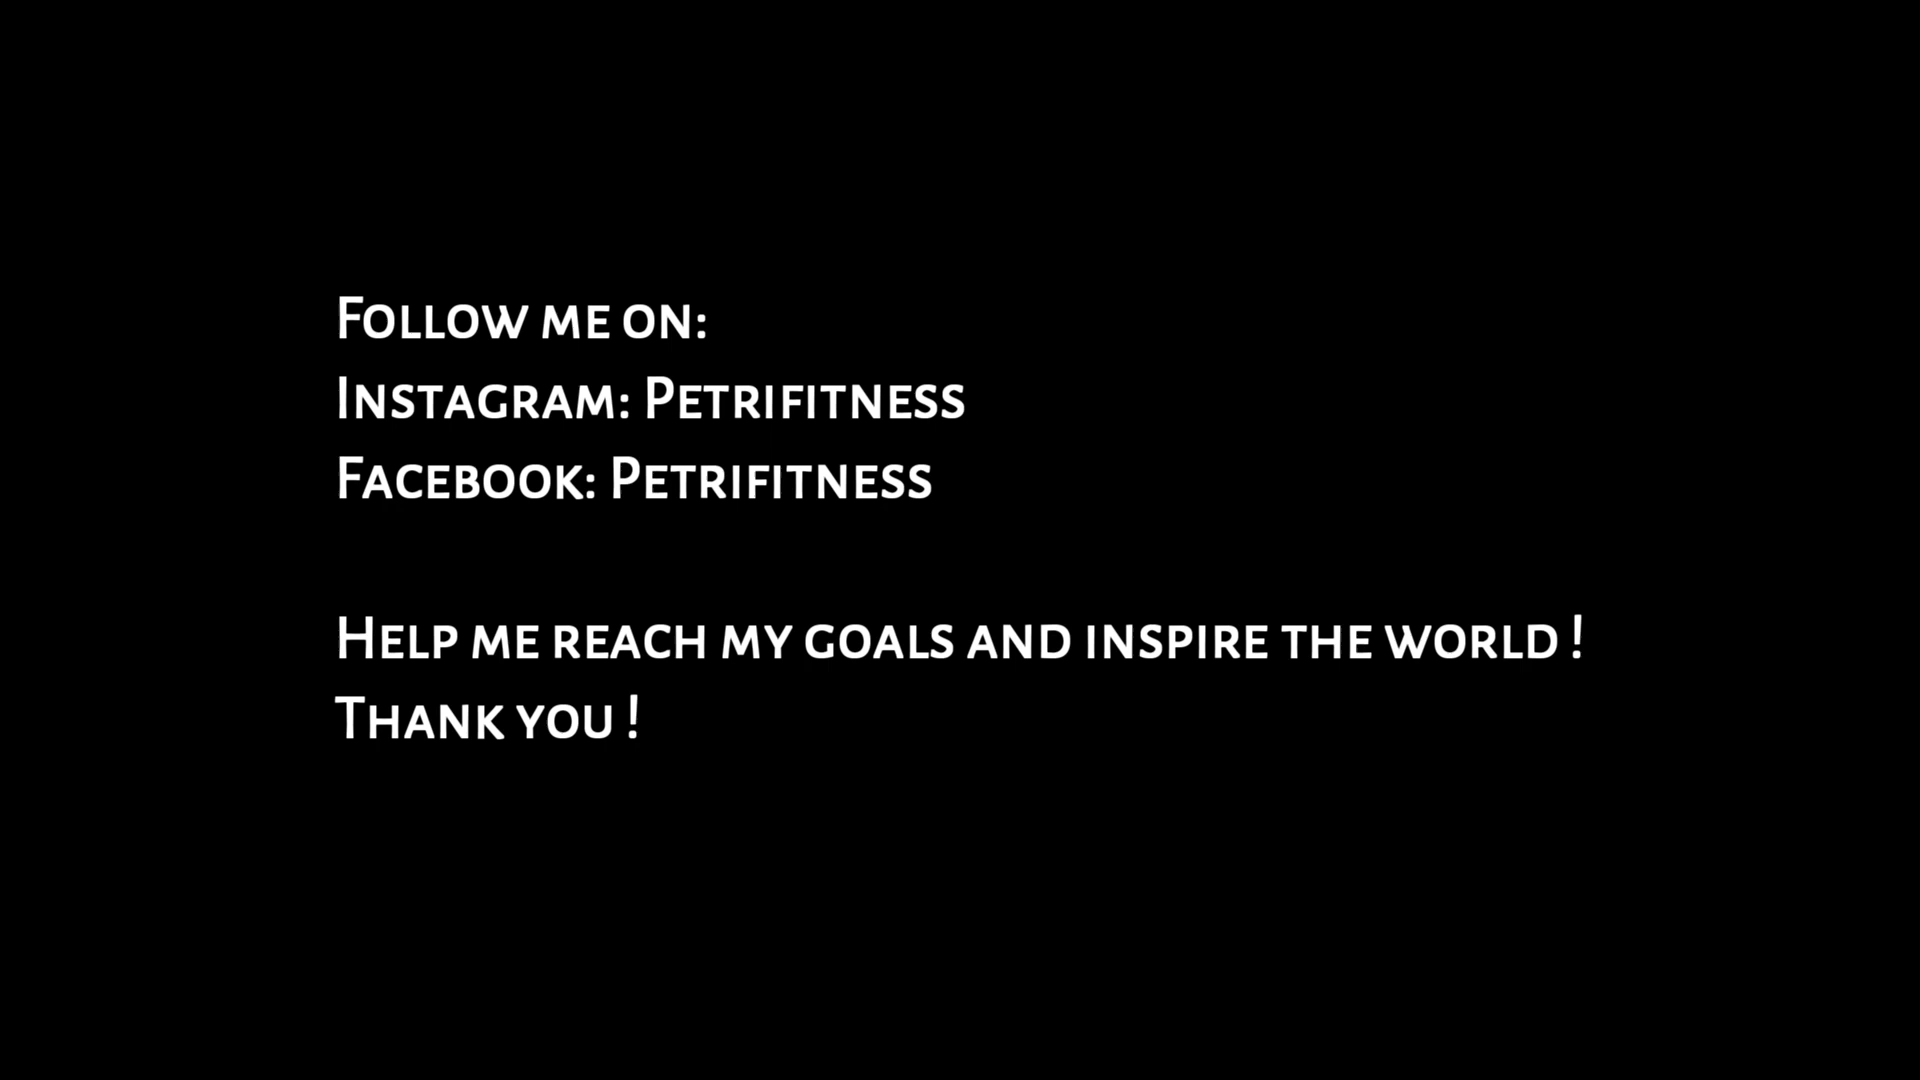 Follow me on:
Instagram: Petrifitness
Facebook: Petrifitness
Help me reach my goals and inspire the world !
Thank you !